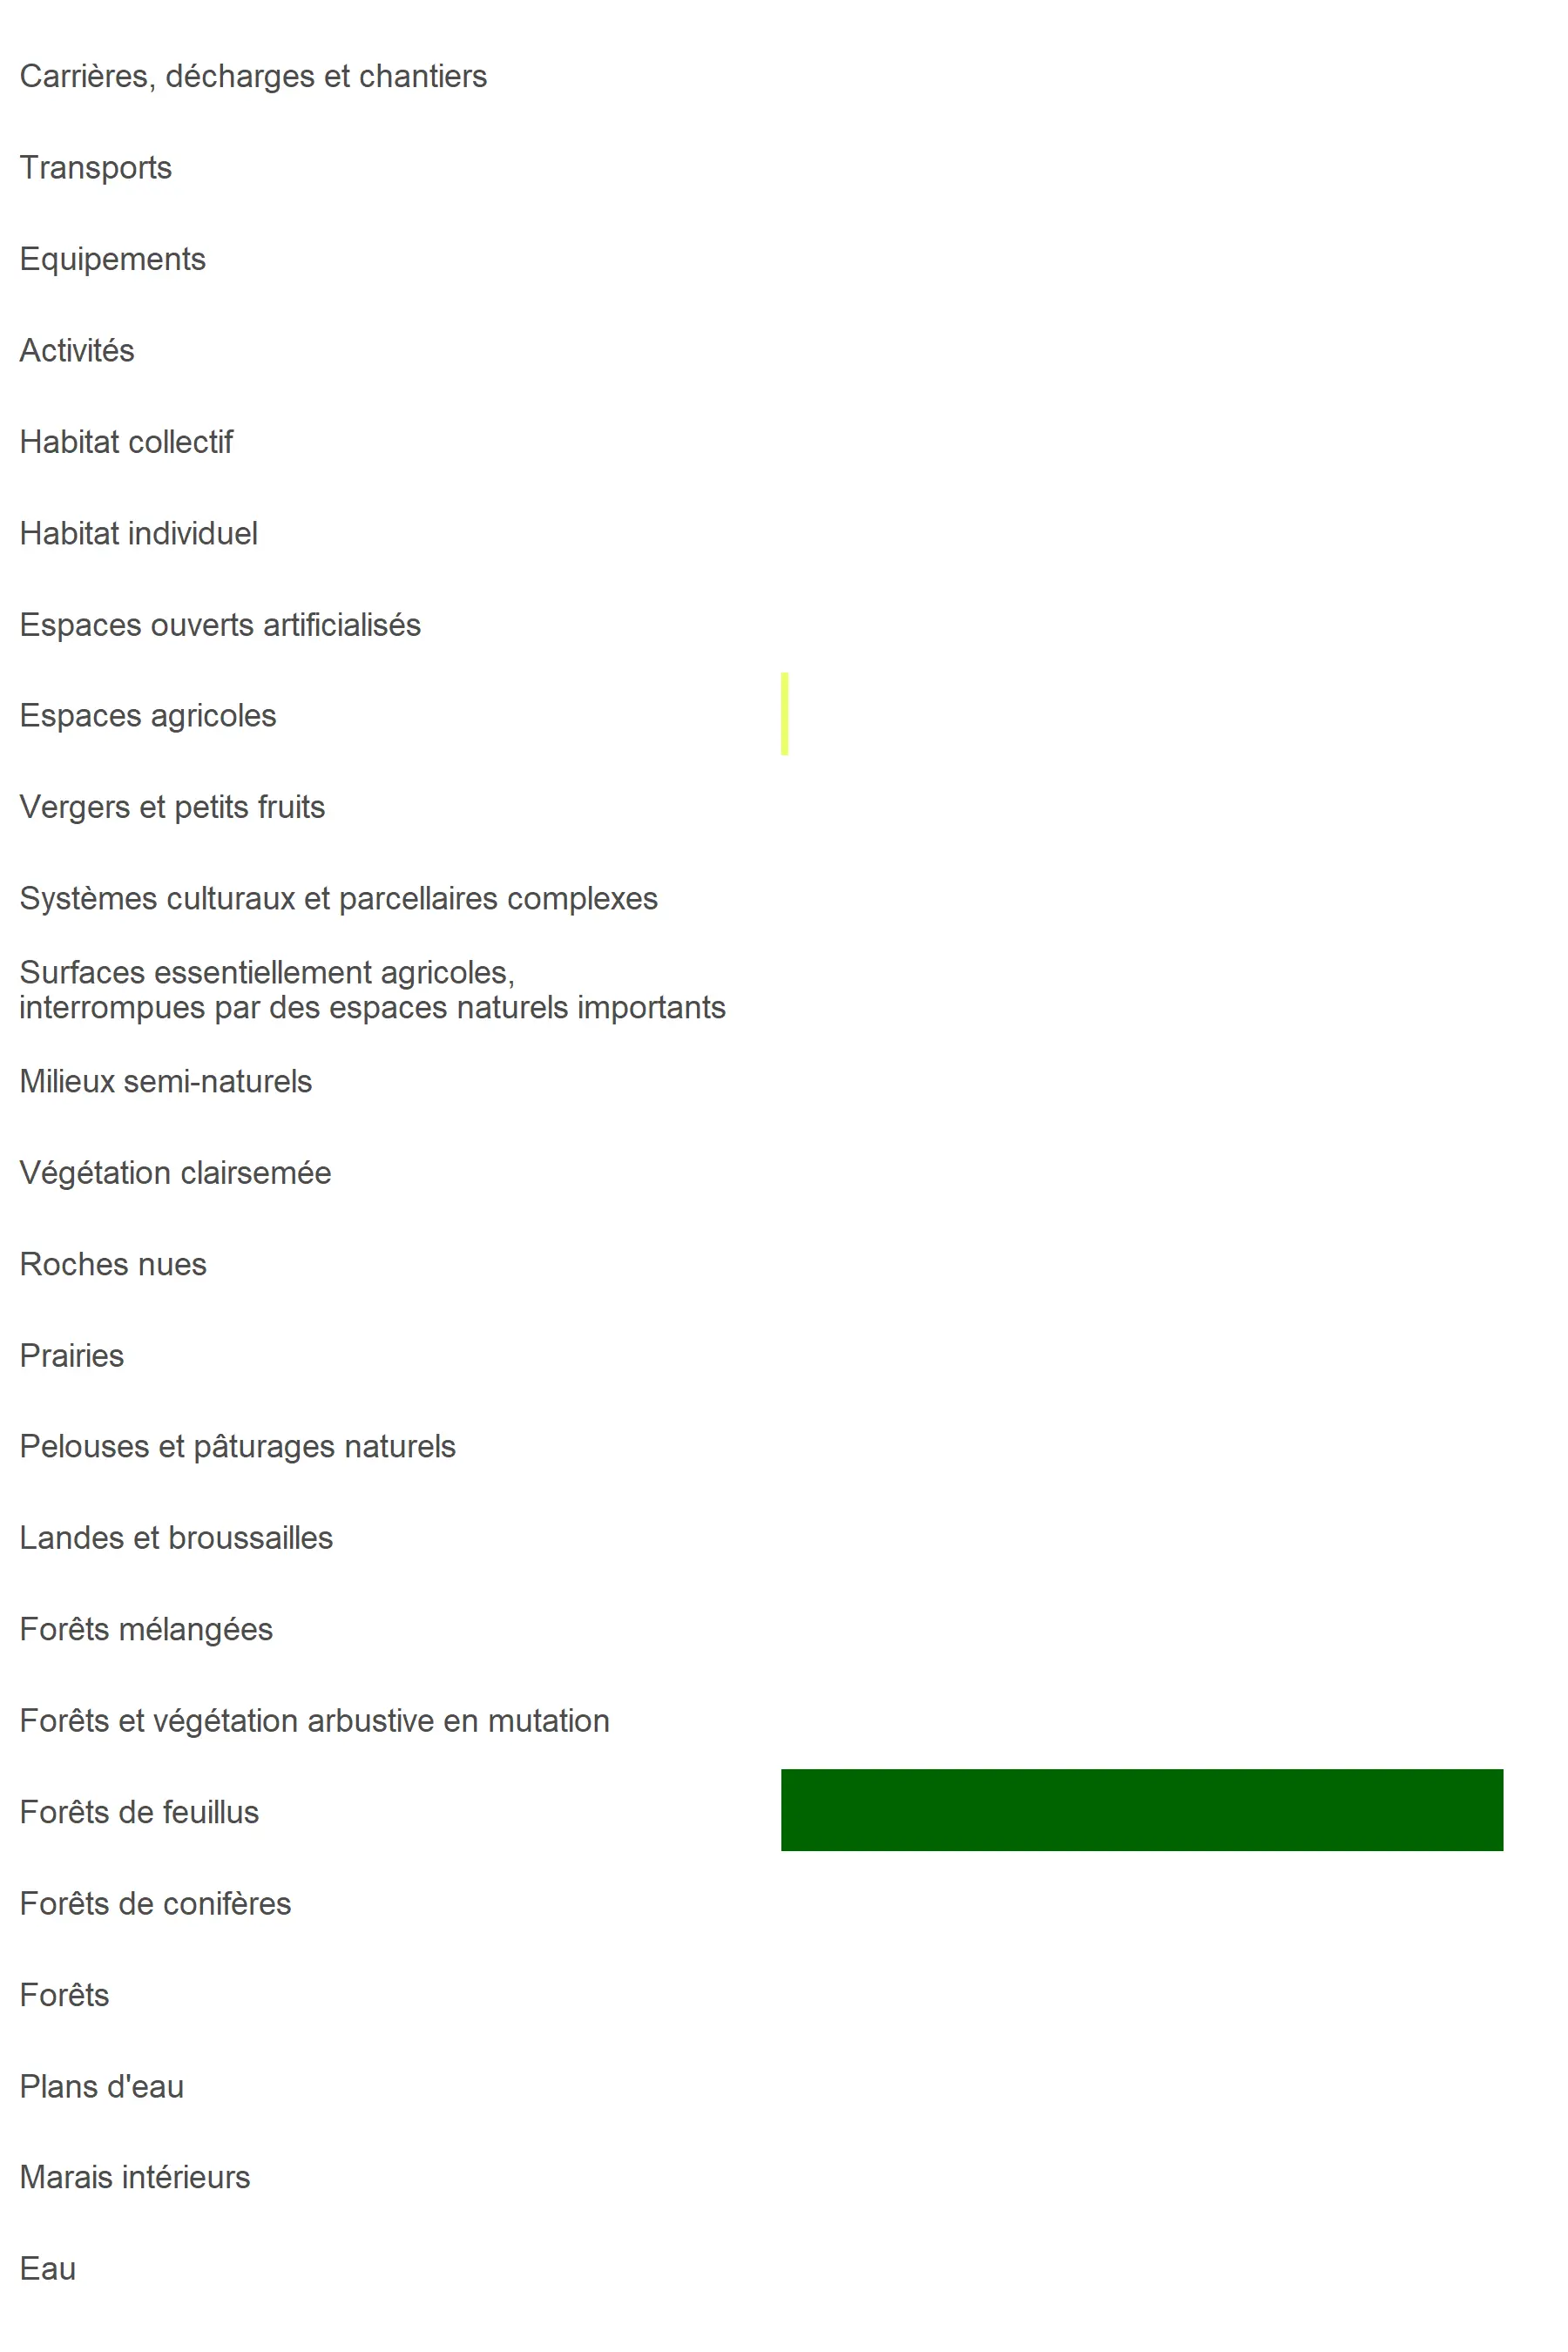 Carrières, décharges et chantiers
Transports
Equipements
Activités
Habitat collectif
Habitat individuel
Espaces ouverts artificialisés
Espaces agricoles
Vergers et petits fruits
Systèmes culturaux et parcellaires complexes
Surfaces essentiellement agricoles,
interrompues par des espaces naturels importants
Milieux semi-naturels
Végétation clairsemée
Roches nues
Prairies
Pelouses et pâturages naturels
Landes et broussailles
Forêts mélangées
Forêts et végétation arbustive en mutation
Forêts de feuillus
Forêts de conifères
Forêts
Plans d'eau
Marais intérieurs
Eau